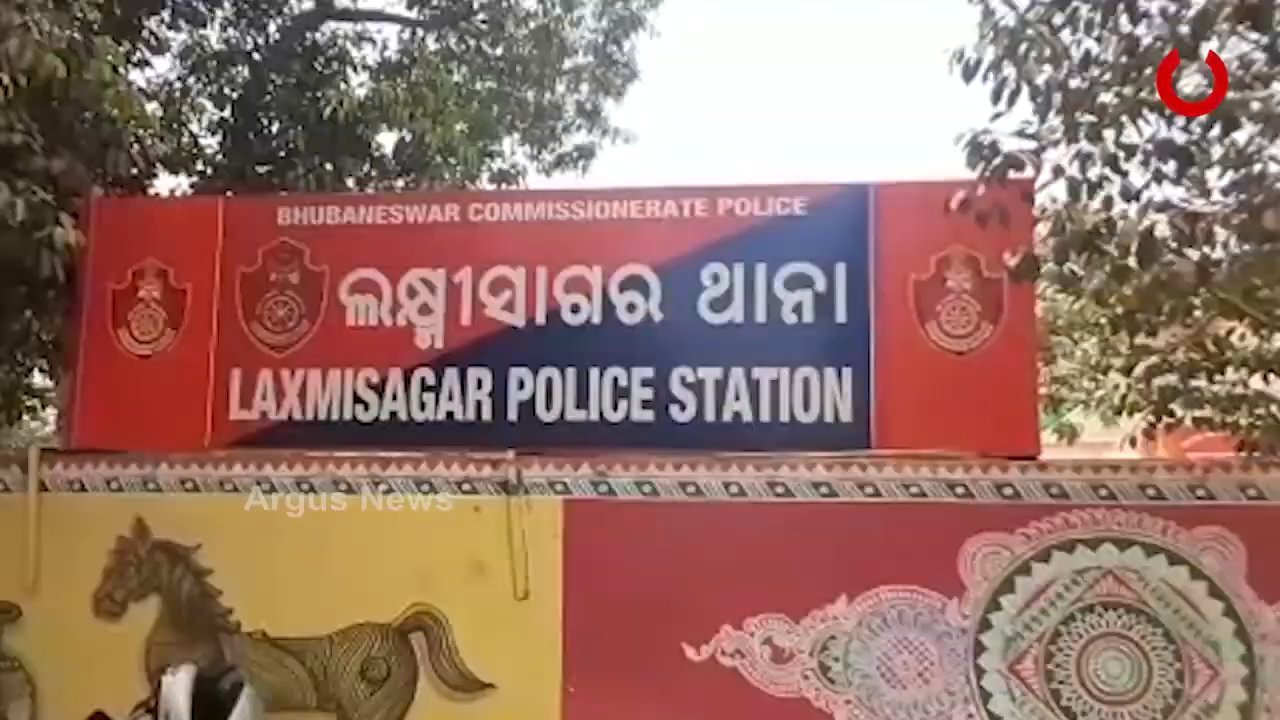 BHUBANESWAR COMMISSIONERATE POLICE
ଲକ୍ଷ୍ମୀସାଗର ଥାନା
LAXMISAGAR POLICE STATION
Argus News